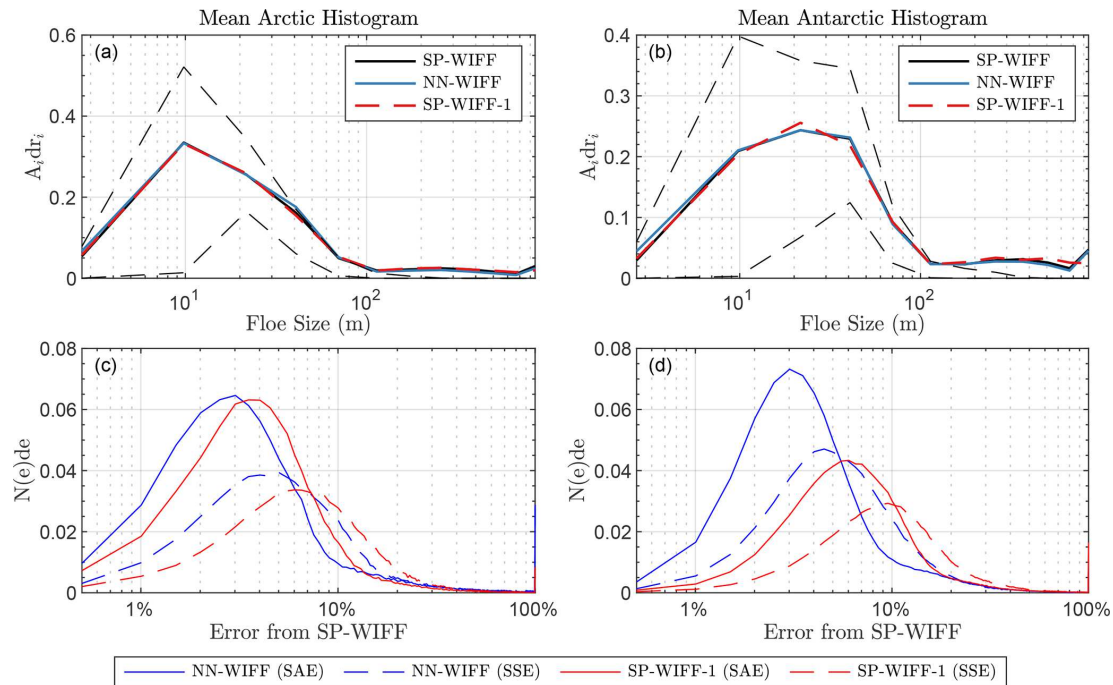 Mean Arctic Histogram
Mean Antarctic Histogram
(a)
0.6
0.4
0.2
0
A_i dr_i
SP-WIFF
NN-WIFF
SP-WIFF-1
10^1
10^2
Floe Size (m)
(b)
0.4
0.3
0.2
0.1
0
A_i dr_i
SP-WIFF
NN-WIFF
SP-WIFF-1
10^1
10^2
Floe Size (m)
(c)
0.08
0.06
0.04
0.02
0
N(e)de
1%
10%
100%
Error from SP-WIFF
(d)
0.08
0.06
0.04
0.02
0
N(e)de
1%
10%
100%
Error from SP-WIFF
NN-WIFF (SAE)
NN-WIFF (SSE)
SP-WIFF-1 (SAE)
SP-WIFF-1 (SSE)